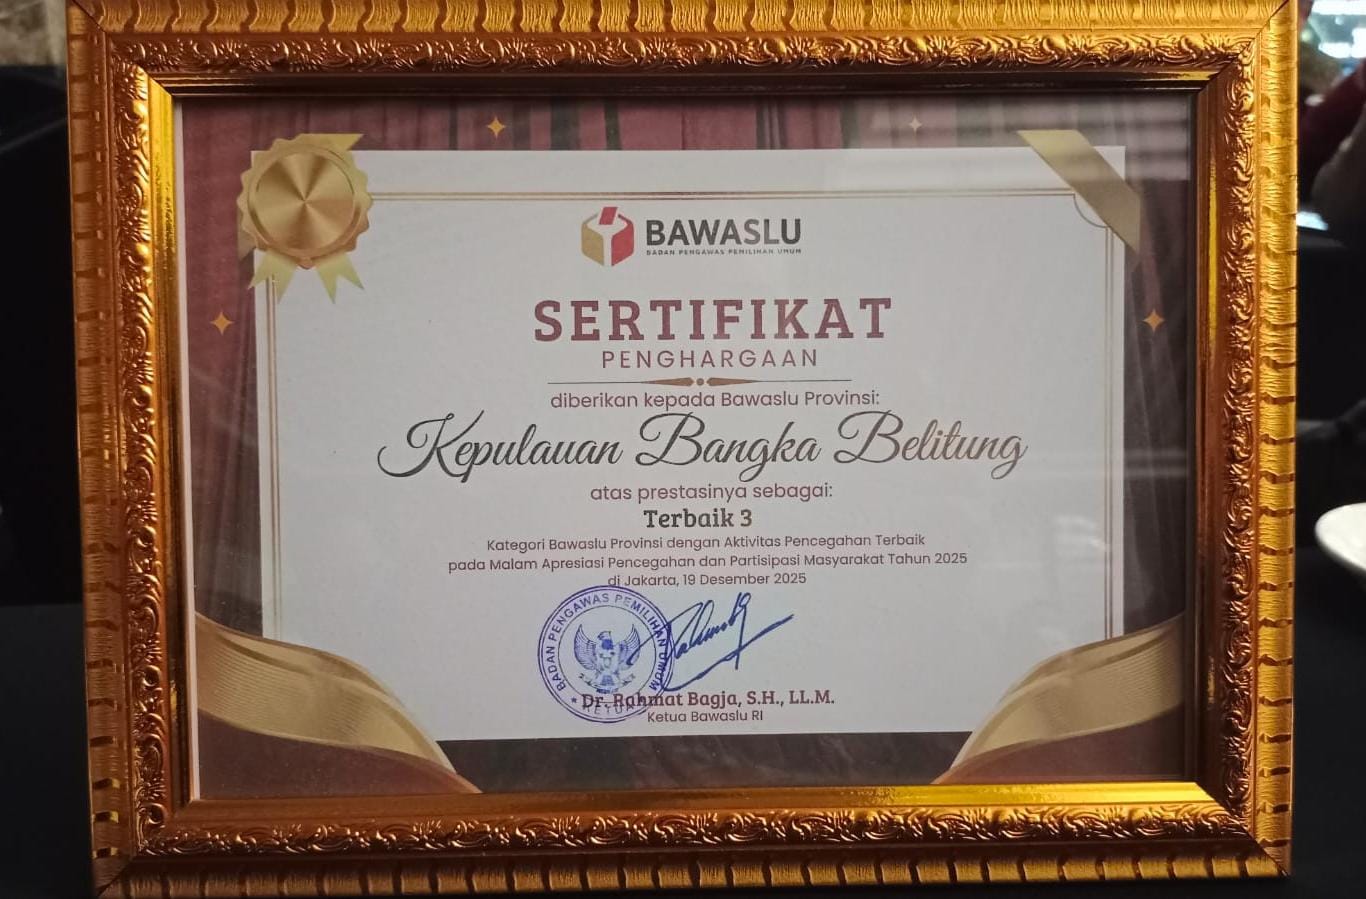 BAWASLU
BADAN PENGAWAS PEMILIHAN UMUM
SERTIFIKAT
PENGHARGAAN
diberikan kepada Bawaslu Provinsi:
Kepulauan Bangka Belitung
atas prestasinya sebagai:
Terbaik 3
Kategori Bawaslu Provinsi dengan Aktivitas Pencegahan Terbaik
pada Malam Apresiasi Pencegahan dan Partisipasi Masyarakat Tahun 2025
di Jakarta, 19 Desember 2025
BADAN PENGAWAS PEMILIHAN UMUM
KETUA
Dr. Rahmat Bagja, S.H., LL.M.
Ketua Bawaslu RI